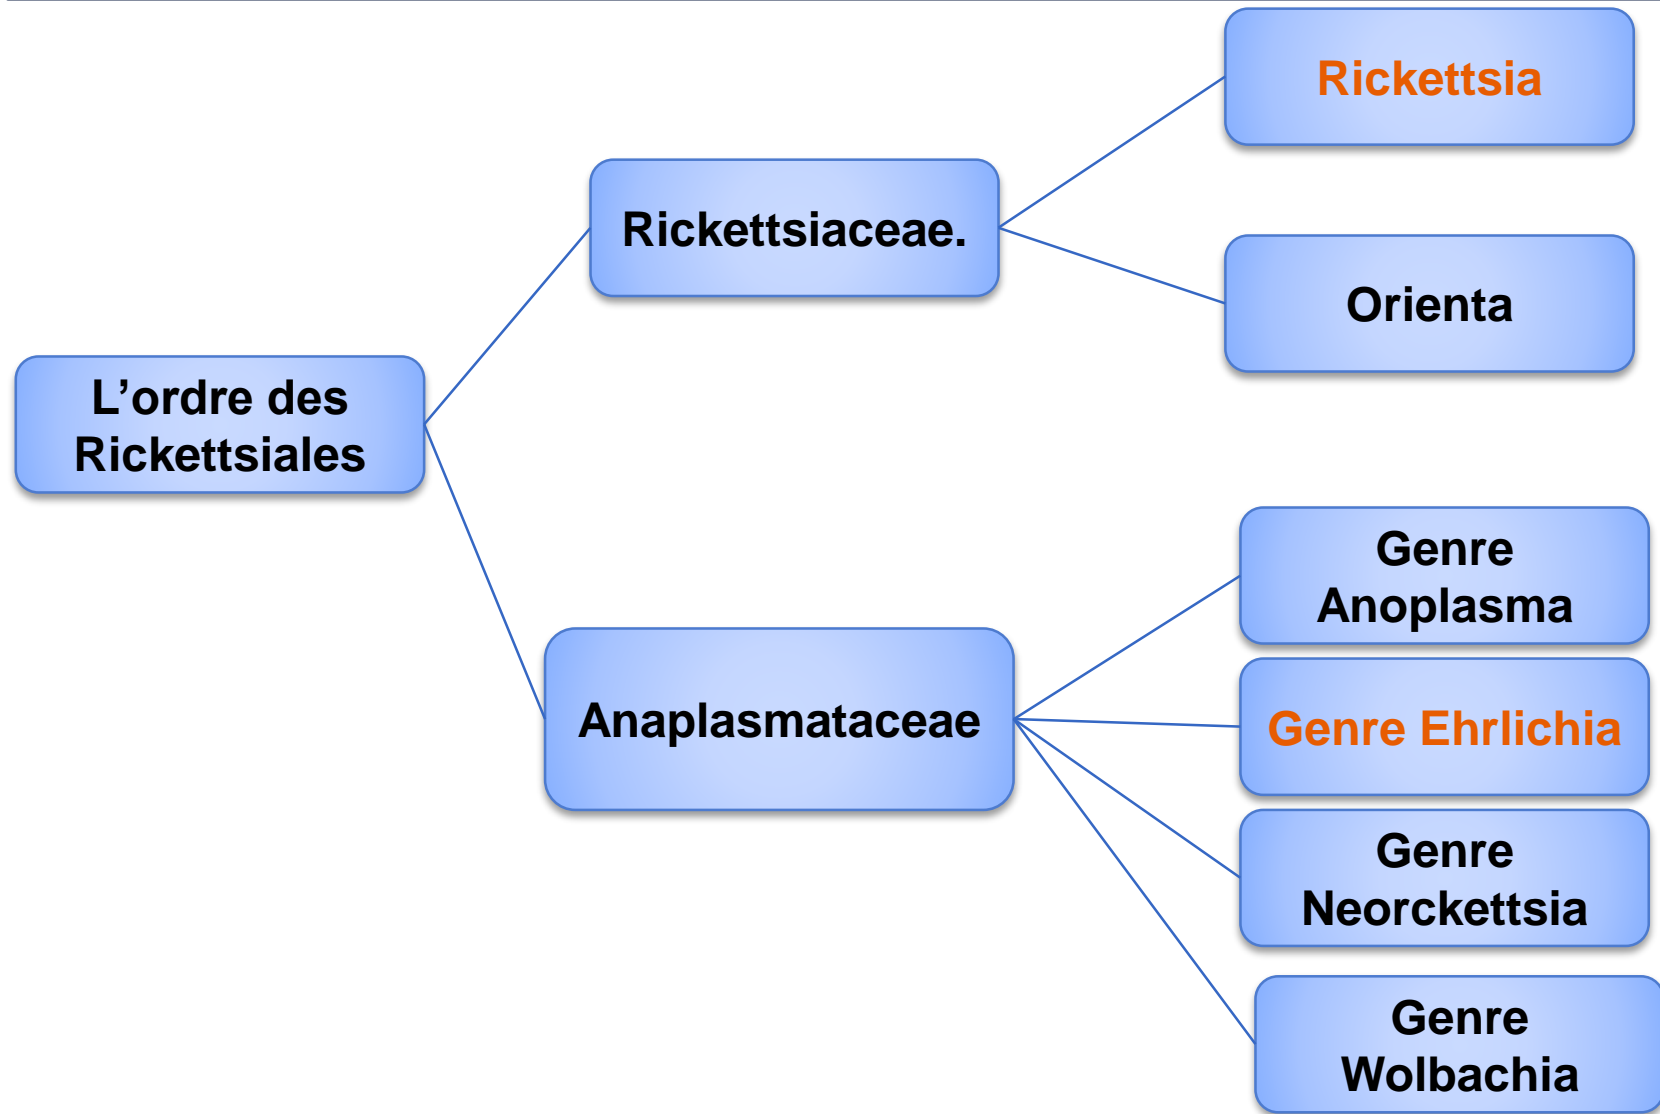 L’ordre des
Rickettsiales
Rickettsiaceae.
Rickettsia
Orienta
Anaplasmataceae
Genre
Anoplasma
Genre Ehrlichia
Genre
Neorckettsia
Genre
Wolbachia